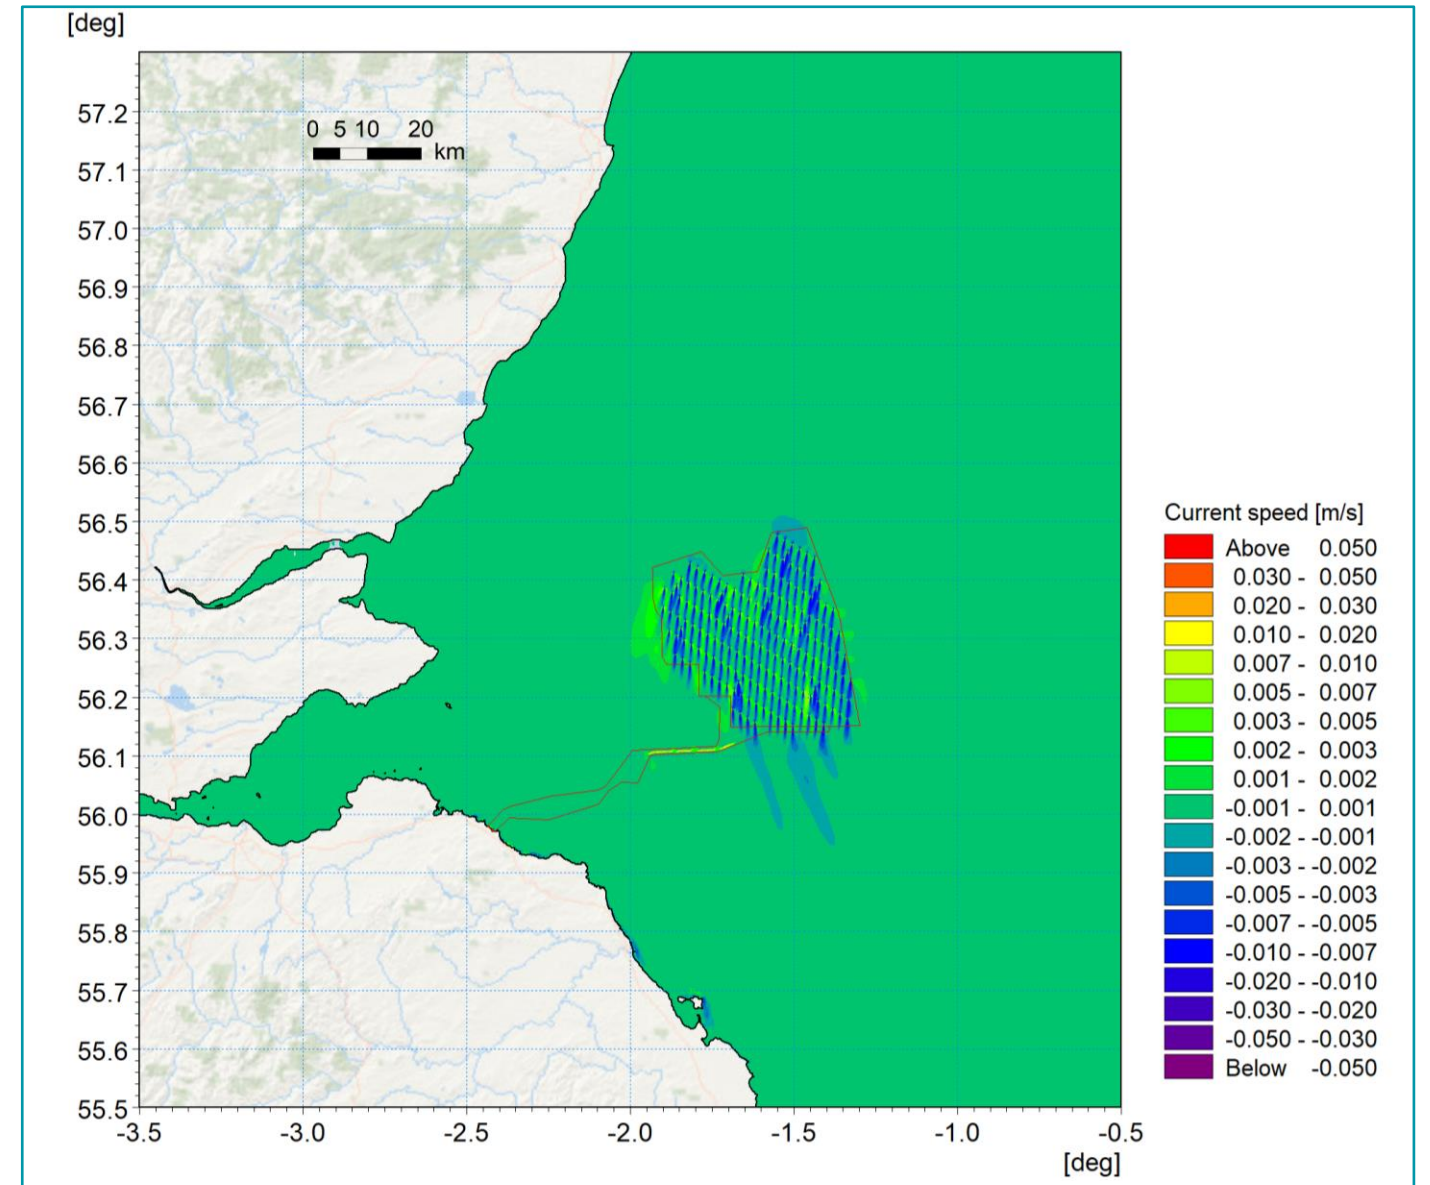 [deg]
57.2
0 5 10 20
km
57.1
57.0
56.9
56.8
56.7
56.6
56.5
56.4
56.3
56.2
56.1
56.0
55.9
55.8
55.7
55.6
55.5
-3.5 -3.0 -2.5 -2.0 -1.5 -1.0 -0.5
[deg]
Current speed [m/s]
Above 0.050
0.030 - 0.050
0.020 - 0.030
0.010 - 0.020
0.007 - 0.010
0.005 - 0.007
0.003 - 0.005
0.002 - 0.003
0.001 - 0.002
-0.001 - 0.001
-0.002 - -0.001
-0.003 - -0.002
-0.005 - -0.003
-0.007 - -0.005
-0.010 - -0.007
-0.020 - -0.010
-0.030 - -0.020
-0.050 - -0.030
Below -0.050